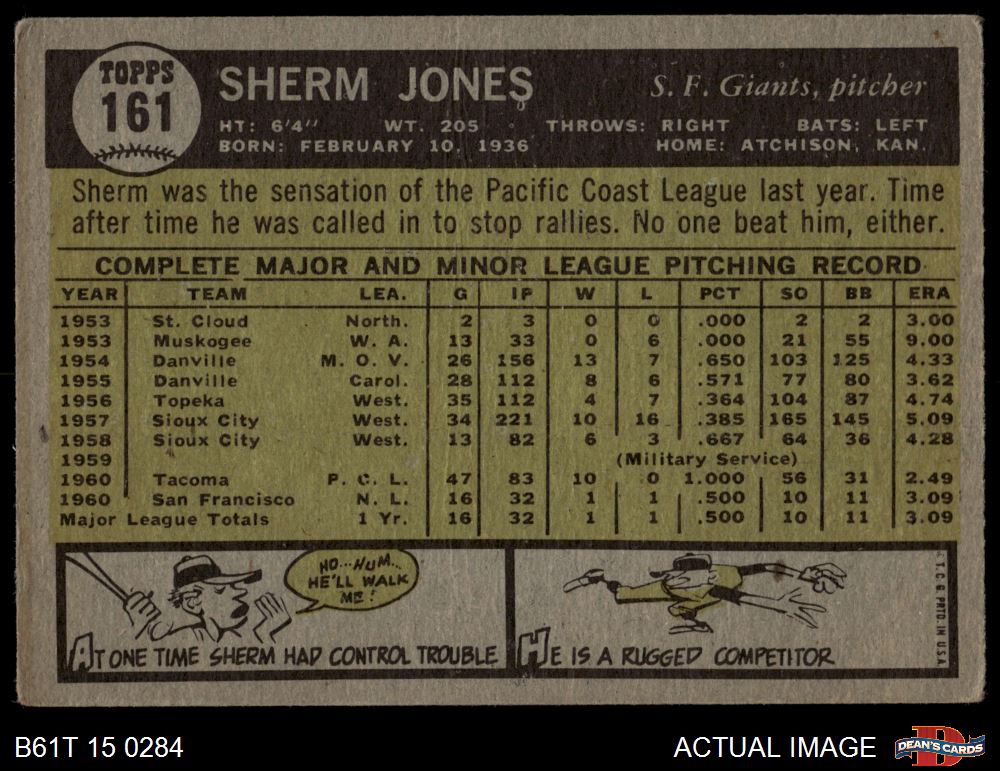 TOPPS
161
SHERM JONES
S. F. Giants, pitcher
HT: 6'4" WT. 205 THROWS: RIGHT BATS: LEFT
BORN: FEBRUARY 10, 1936 HOME: ATCHISON, KAN.
Sherm was the sensation of the Pacific Coast League last year. Time
after time he was called in to stop rallies. No one beat him, either.
COMPLETE MAJOR AND MINOR LEAGUE PITCHING RECORD
YEAR TEAM LEA. G IP W L PCT SO BB ERA
1953 St. Cloud North. 2 3 0 0 .000 2 2 3.00
1953 Muskogee W. A. 13 33 0 6 .000 21 55 9.00
1954 Danville M. O. V. 26 156 13 7 .650 103 125 4.33
1955 Danville Carol. 28 112 8 6 .571 77 80 3.62
1956 Topeka West. 35 112 4 7 .364 104 87 4.74
1957 Sioux City West. 34 221 10 16 .385 165 145 5.09
1958 Sioux City West. 13 82 6 3 .667 64 36 4.28
1959 (Military Service)
1960 Tacoma P. C. L. 47 83 10 0 1.000 56 31 2.49
1960 San Francisco N. L. 16 32 1 1 .500 10 11 3.09
Major League Totals 1 Yr. 16 32 1 1 .500 10 11 3.09
HO...HUM...
HE'LL WALK
ME!
AT ONE TIME SHERM HAD CONTROL TROUBLE
HE IS A RUGGED COMPETITOR
T. C. G. PRTD. IN U.S.A.
B61T 15 0284
ACTUAL IMAGE
DEAN'S CARDS